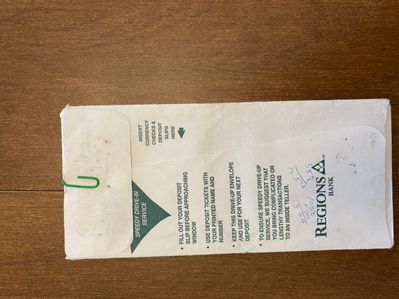 INSERT
CURRENCY
CHECKS &
DEPOSIT
SLIPS
HERE
SPEEDY DRIVE-IN
SERVICE
• FILL OUT YOUR DEPOSIT
SLIP BEFORE APPROACHING
WINDOW
• USE DEPOSIT TICKETS WITH
YOUR PRINTED NAME AND
NUMBER
• KEEP THIS DRIVE-UP ENVELOPE
AND USE FOR YOUR NEXT
DEPOSIT
• TO ENSURE SPEEDY DRIVE-UP
SERVICE, WE SUGGEST THAT
YOU BRING COMPLICATED OR
LENGTHY TRANSACTIONS
TO AN INSIDE TELLER.
REGIONS
BANK